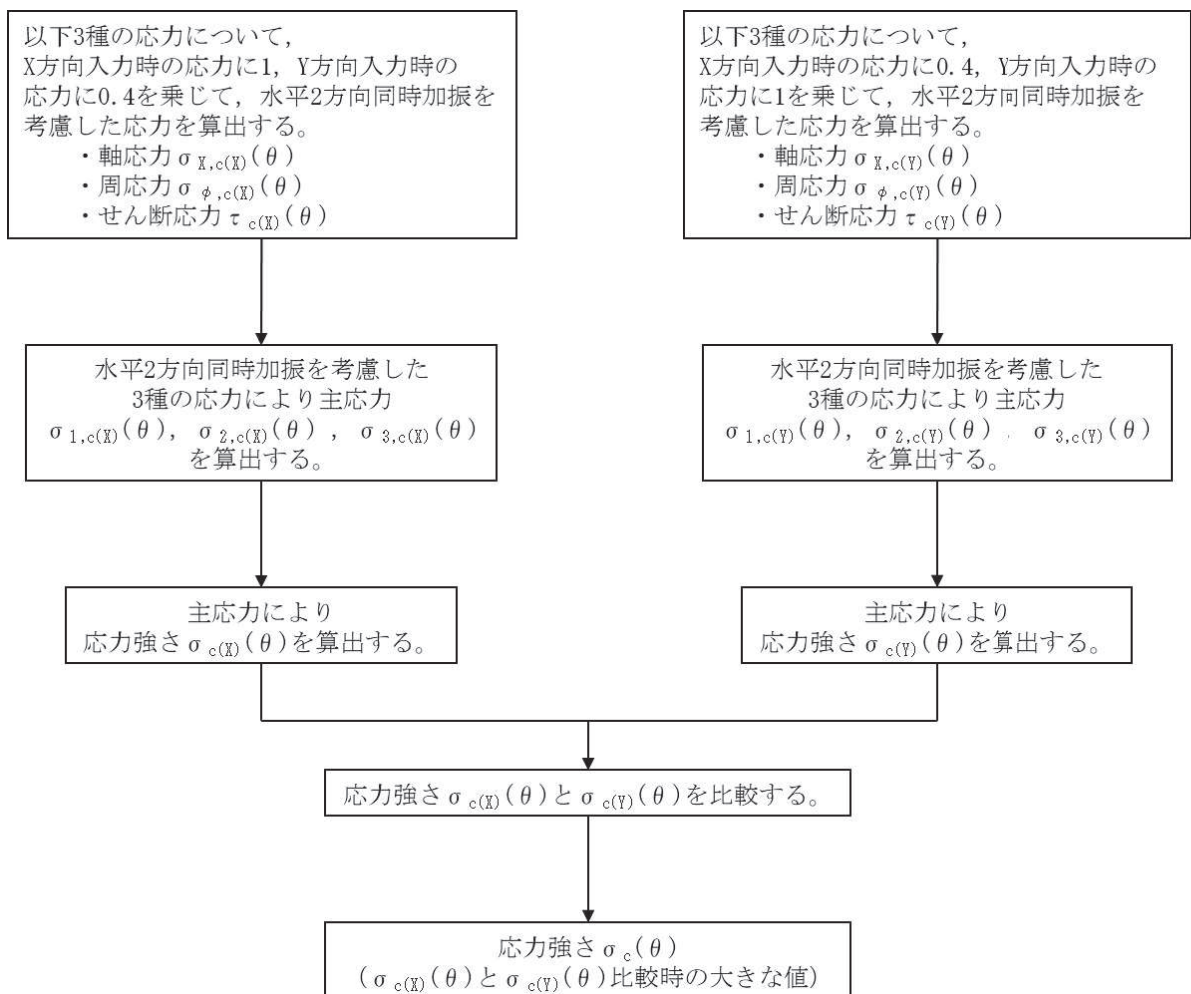 以下3種の応力について,
X方向入力時の応力に1, Y方向入力時の
応力に0.4を乗じて, 水平2方向同時加振を
考慮した応力を算出する。
・軸応力σX,c(X)(θ)
・周応力σφ,c(X)(θ)
・せん断応力τc(X)(θ)
以下3種の応力について,
X方向入力時の応力に0.4, Y方向入力時の
応力に1を乗じて, 水平2方向同時加振を
考慮した応力を算出する。
・軸応力σX,c(Y)(θ)
・周応力σφ,c(Y)(θ)
・せん断応力τc(Y)(θ)
水平2方向同時加振を考慮した
3種の応力により主応力
σ1,c(X)(θ), σ2,c(X)(θ), σ3,c(X)(θ)
を算出する。
水平2方向同時加振を考慮した
3種の応力により主応力
σ1,c(Y)(θ), σ2,c(Y)(θ), σ3,c(Y)(θ)
を算出する。
主応力により
応力強さσc(X)(θ)を算出する。
主応力により
応力強さσc(Y)(θ)を算出する。
応力強さσc(X)(θ)とσc(Y)(θ)を比較する。
応力強さσc(θ)
(σc(X)(θ)とσc(Y)(θ)比較時の大きな値)